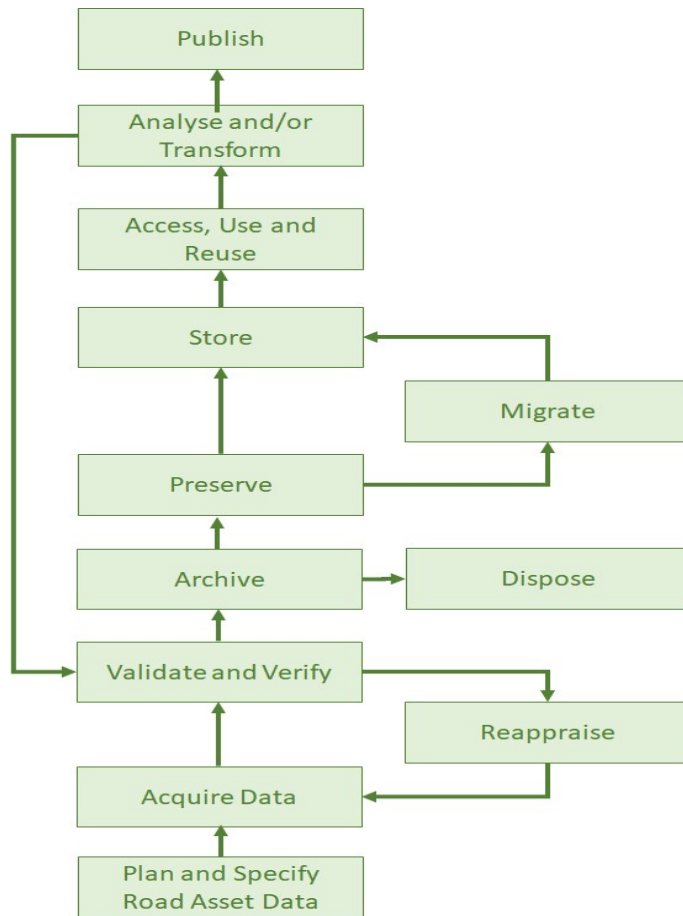 Publish
Analyse and/or
Transform
Access, Use and
Reuse
Store
Migrate
Preserve
Archive
Dispose
Validate and Verify
Reappraise
Acquire Data
Plan and Specify
Road Asset Data